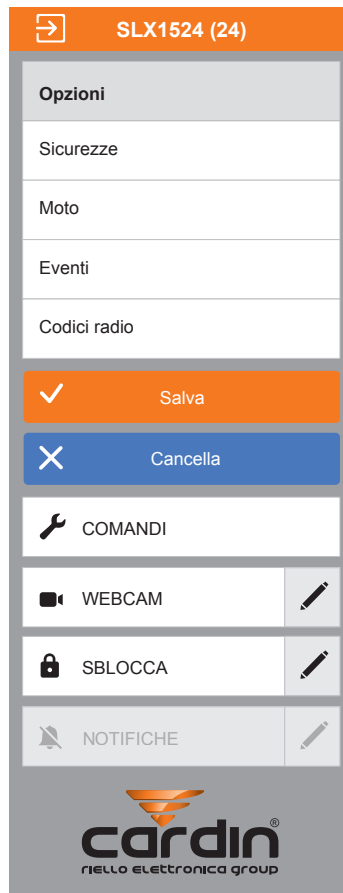 SLX1524 (24)
Opzioni
Sicurezze
Moto
Eventi
Codici radio
Salva
Cancella
COMANDI
WEBCAM
SBLOCCA
NOTIFICHE
cardin®
riello elettronica group